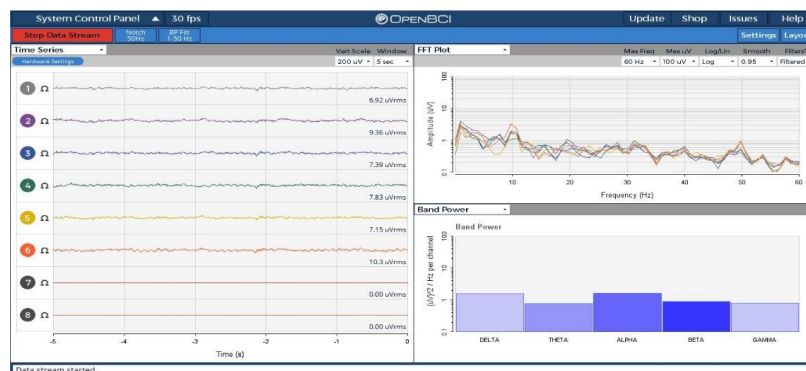 System Control Panel 30 fps OPENBCI Update Shop Issues Help
Stop Data Stream Notch 50Hz BP Filt 1-50 Hz Settings Layou
Time Series Vert Scale Window
Hardware Settings 200 uV 5 sec
1 Ω 6.92 uVrms
2 Ω 9.36 uVrms
3 Ω 7.39 uVrms
4 Ω 7.83 uVrms
5 Ω 7.15 uVrms
6 Ω 10.3 uVrms
7 Ω 0.00 uVrms
8 Ω 0.00 uVrms
-5 -4 -3 -2 -1 0
Time (s)
Data stream started
FFT Plot Max Freq Max uV Log/Lin Smooth Filters?
60 Hz 100 uV Log 0.95 Filtered
Amplitude (uV)
100
10
1
0.1
10 20 30 40 50 60
Frequency (Hz)
Band Power
Band Power
(uV)^2 / Hz per channel
100
10
1
0.1
DELTA THETA ALPHA BETA GAMMA